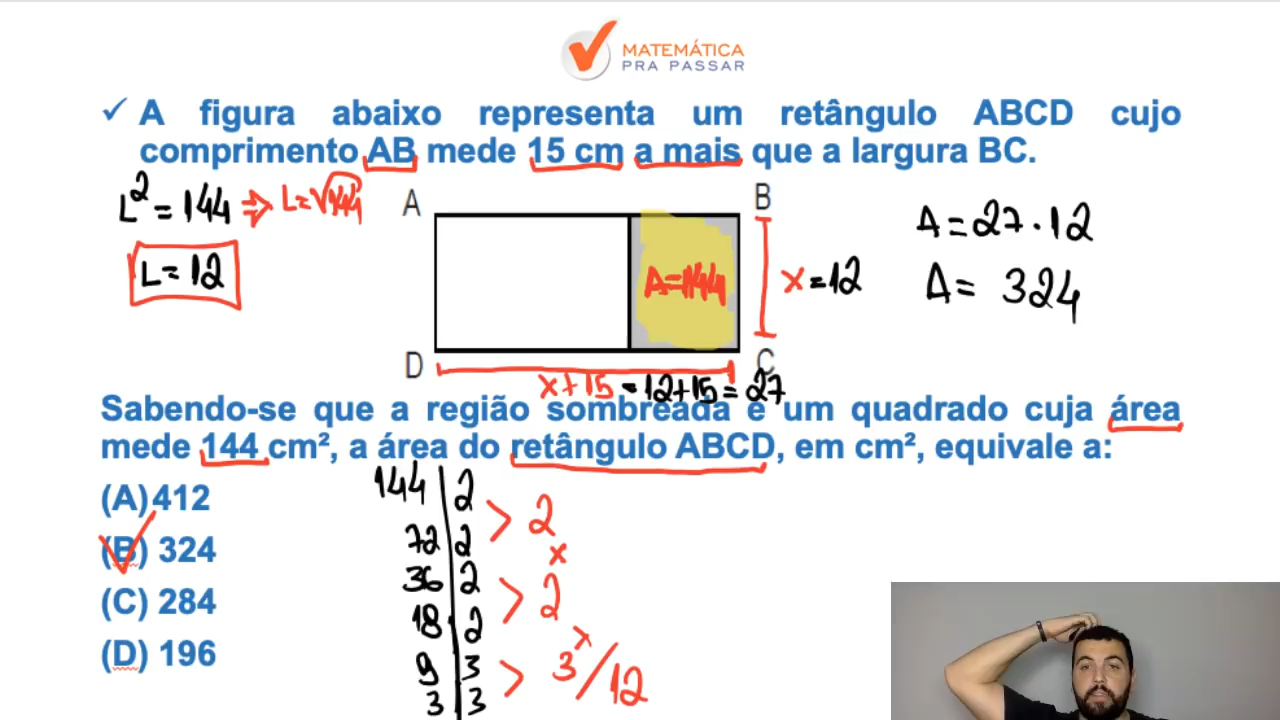 MATEMÁTICA
PRA PASSAR
✓ A figura abaixo representa um retângulo ABCD cujo
comprimento AB mede 15 cm a mais que a largura BC.
L² = 144 ⇒ L = √144
L = 12
A
B
A = 144
x = 12
D
C
x + 15 = 12 + 15 = 27
A = 27 . 12
A = 324
Sabendo-se que a região sombreada é um quadrado cuja área
mede 144 cm², a área do retângulo ABCD, em cm², equivale a:
(A) 412
(B) 324
(C) 284
(D) 196
144 | 2
72 | 2 > 2
x
36 | 2
18 | 2 > 2
x
9 | 3
3 | 3 > 3 / 12